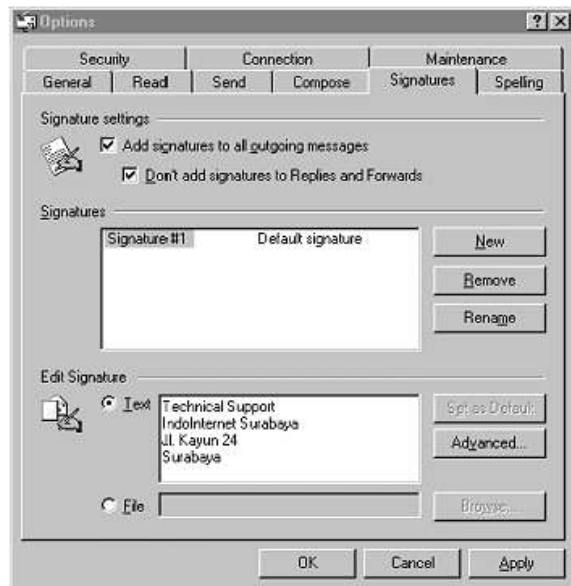 Options
Security Connection Maintenance
General Read Send Compose Signatures Spelling
Signature settings
Add signatures to all outgoing messages
Don't add signatures to Replies and Forwards
Signatures
Signature #1 Default signature
New
Remove
Rename
Edit Signature
Text
Technical Support
IndoInternet Surabaya
Jl. Kayun 24
Surabaya
Set as Default
Advanced...
File
Browse...
OK Cancel Apply